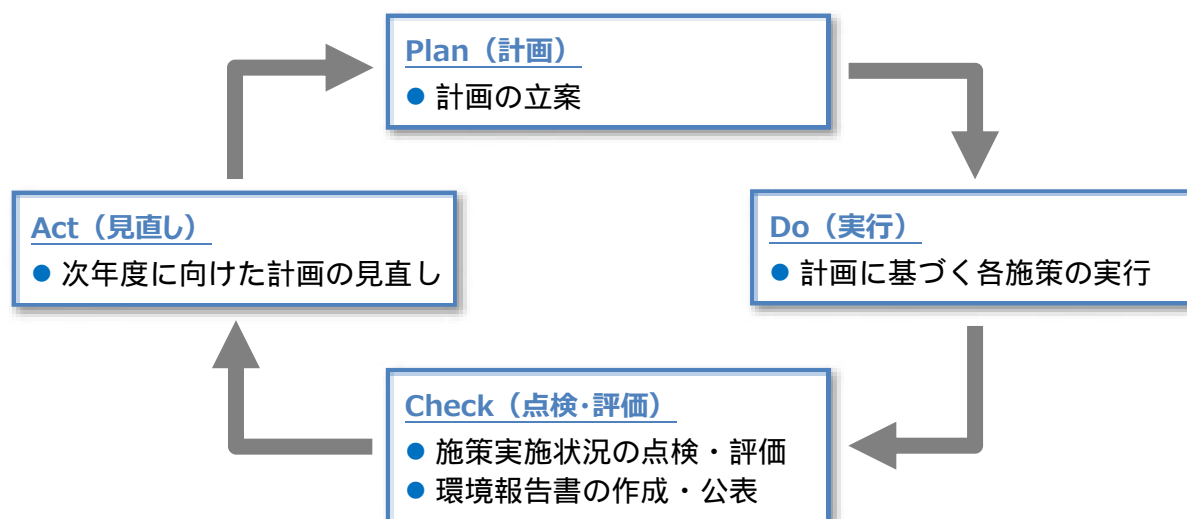 Plan（計画）
● 計画の立案
Act（見直し）
● 次年度に向けた計画の見直し
Do（実行）
● 計画に基づく各施策の実行
Check（点検・評価）
● 施策実施状況の点検・評価
● 環境報告書の作成・公表